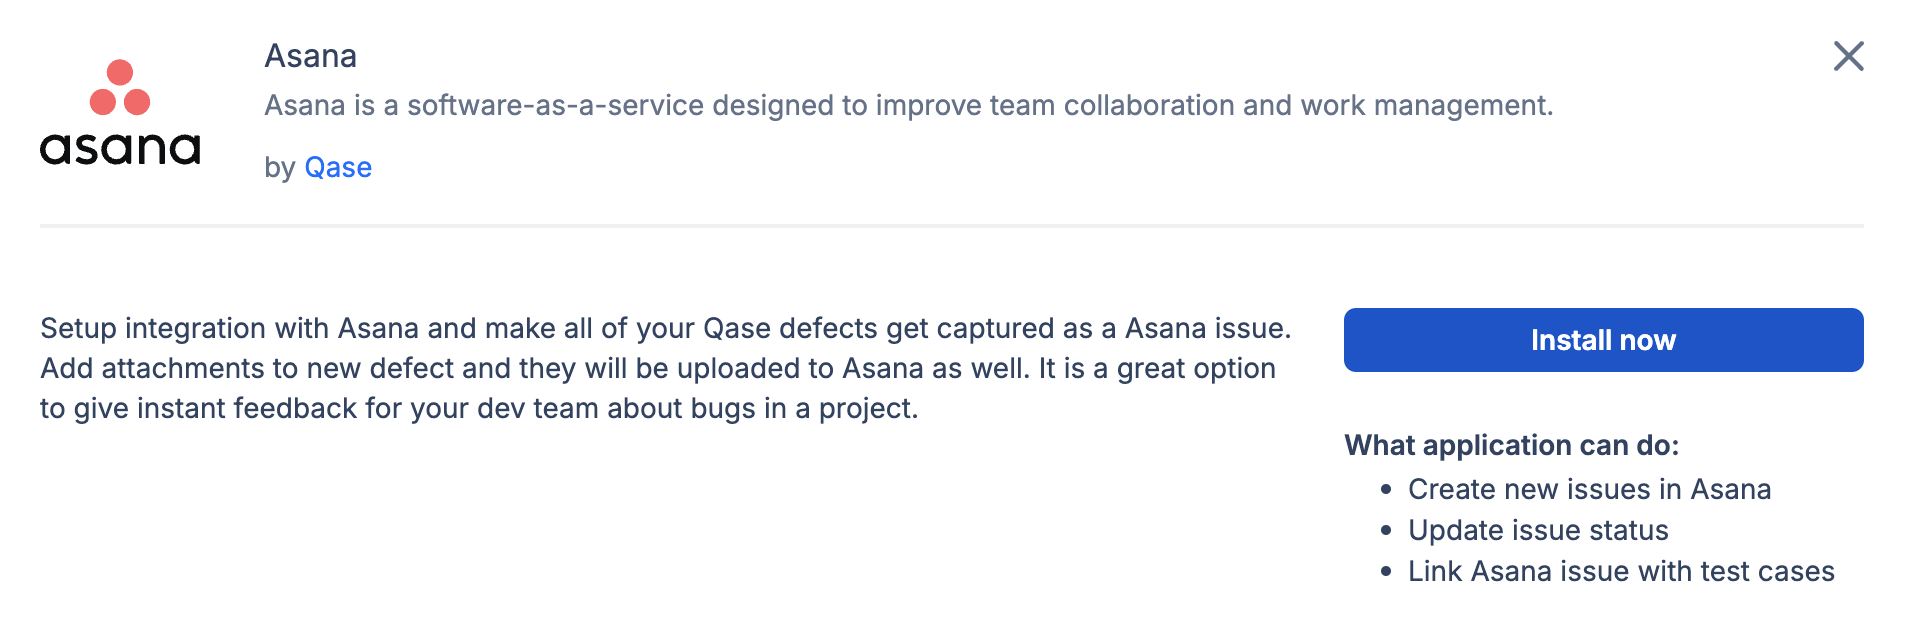 asana
Asana
Asana is a software-as-a-service designed to improve team collaboration and work management.
by Qase
Setup integration with Asana and make all of your Qase defects get captured as a Asana issue.
Add attachments to new defect and they will be uploaded to Asana as well. It is a great option
to give instant feedback for your dev team about bugs in a project.
Install now
What application can do:
• Create new issues in Asana
• Update issue status
• Link Asana issue with test cases